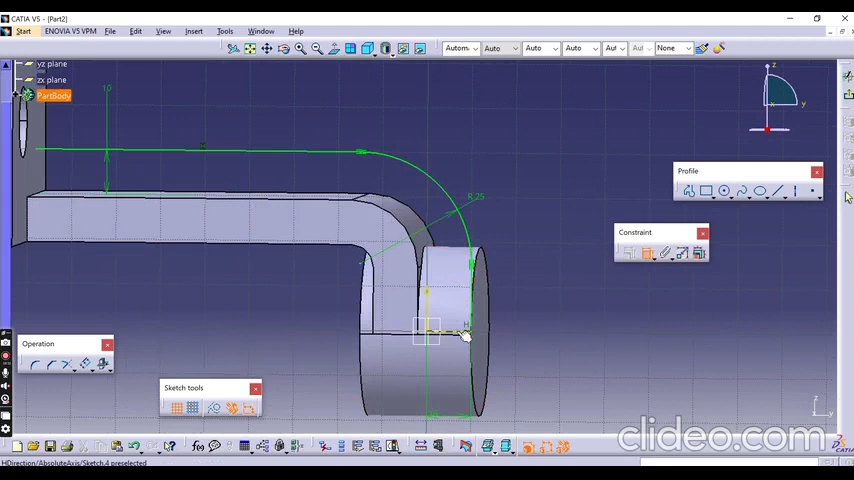 CATIA V5 - [Part2]
Start ENOVIA V5 VPM File Edit View Insert Tools Window Help
Autom Auto Auto Auto Aut None
yz plane
zx plane
PartBody
10
H
R 25
H
z
y
x
Profile
Constraint
Operation
Sketch tools
z
y
clideo.com
CATIA
HDirection/AbsoluteAxis/Sketch.4 preselected